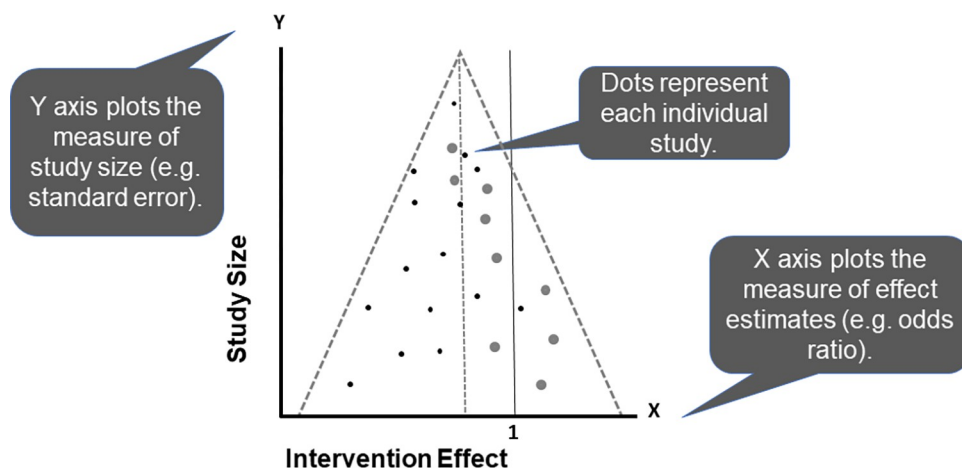 Y
Y axis plots the
measure of
study size (e.g.
standard error).
Dots represent
each individual
study.
Study Size
X axis plots the
measure of effect
estimates (e.g. odds
ratio).
X
1
Intervention Effect